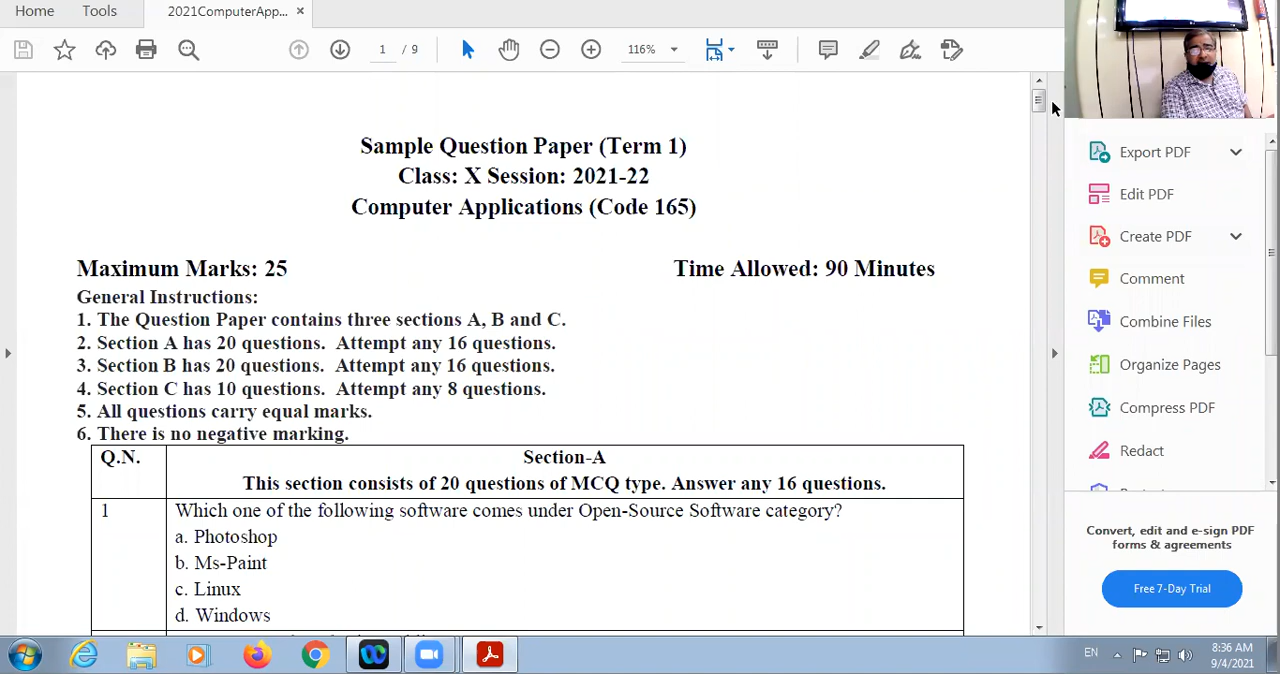 Home Tools 2021ComputerApp... ×
1 / 9 116%
Sample Question Paper (Term 1)
Class: X Session: 2021-22
Computer Applications (Code 165)
Maximum Marks: 25 Time Allowed: 90 Minutes
General Instructions:
1. The Question Paper contains three sections A, B and C.
2. Section A has 20 questions. Attempt any 16 questions.
3. Section B has 20 questions. Attempt any 16 questions.
4. Section C has 10 questions. Attempt any 8 questions.
5. All questions carry equal marks.
6. There is no negative marking.
Q.N. Section-A
This section consists of 20 questions of MCQ type. Answer any 16 questions.
1 Which one of the following software comes under Open-Source Software category?
a. Photoshop
b. Ms-Paint
c. Linux
d. Windows
Export PDF
Edit PDF
Create PDF
Comment
Combine Files
Organize Pages
Compress PDF
Redact
Convert, edit and e-sign PDF
forms & agreements
Free 7-Day Trial
EN 8:36 AM
9/4/2021